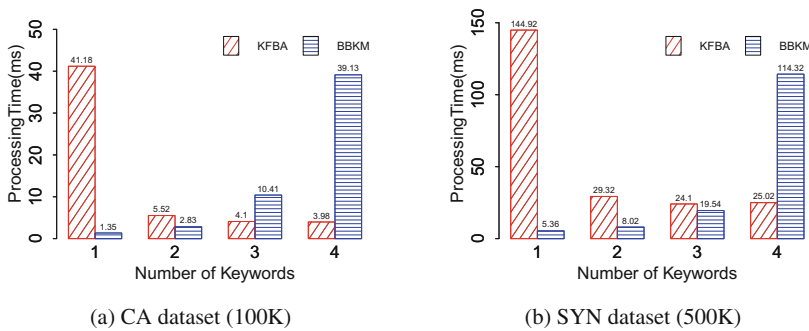 ProcessingTime(ms)
0 10 20 30 40 50
KFBA BBKM
41.18 1.35 5.52 2.83 4.1 10.41 3.98 39.13
1 2 3 4
Number of Keywords
(a) CA dataset (100K)
ProcessingTime(ms)
0 50 100 150
KFBA BBKM
144.92 5.36 29.32 8.02 24.1 19.54 25.02 114.32
1 2 3 4
Number of Keywords
(b) SYN dataset (500K)